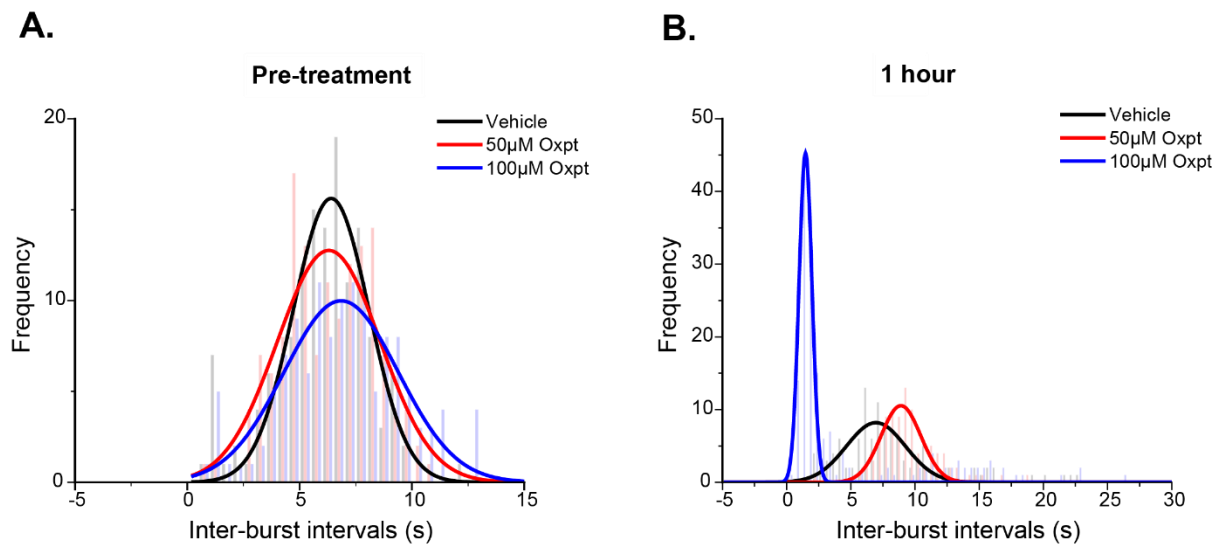 A.
Pre-treatment
Vehicle
50µM Oxpt
100µM Oxpt
20
10
0
Frequency
-5
0
5
10
15
Inter-burst intervals (s)
B.
1 hour
Vehicle
50µM Oxpt
100µM Oxpt
50
40
30
20
10
0
Frequency
-5
0
5
10
15
20
25
30
Inter-burst intervals (s)